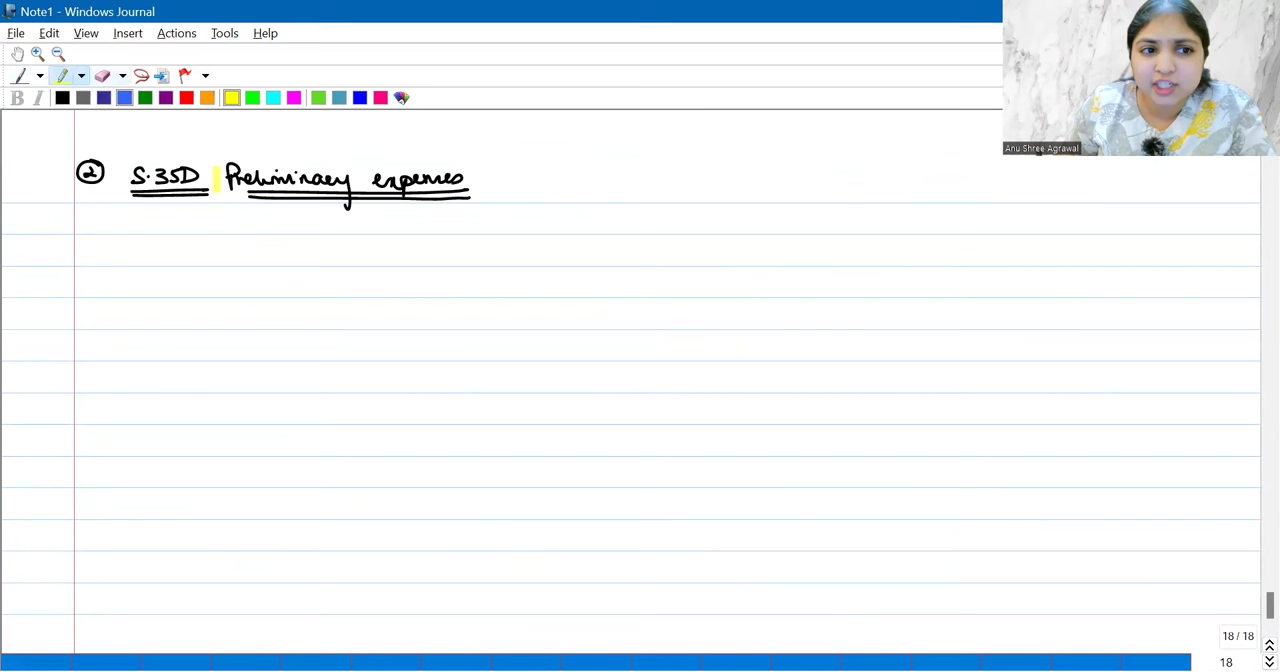 Note1 - Windows Journal
File Edit View Insert Actions Tools Help
B I
Anu Shree Agrawal
② S.35D Preliminary expenses
18 / 18
18